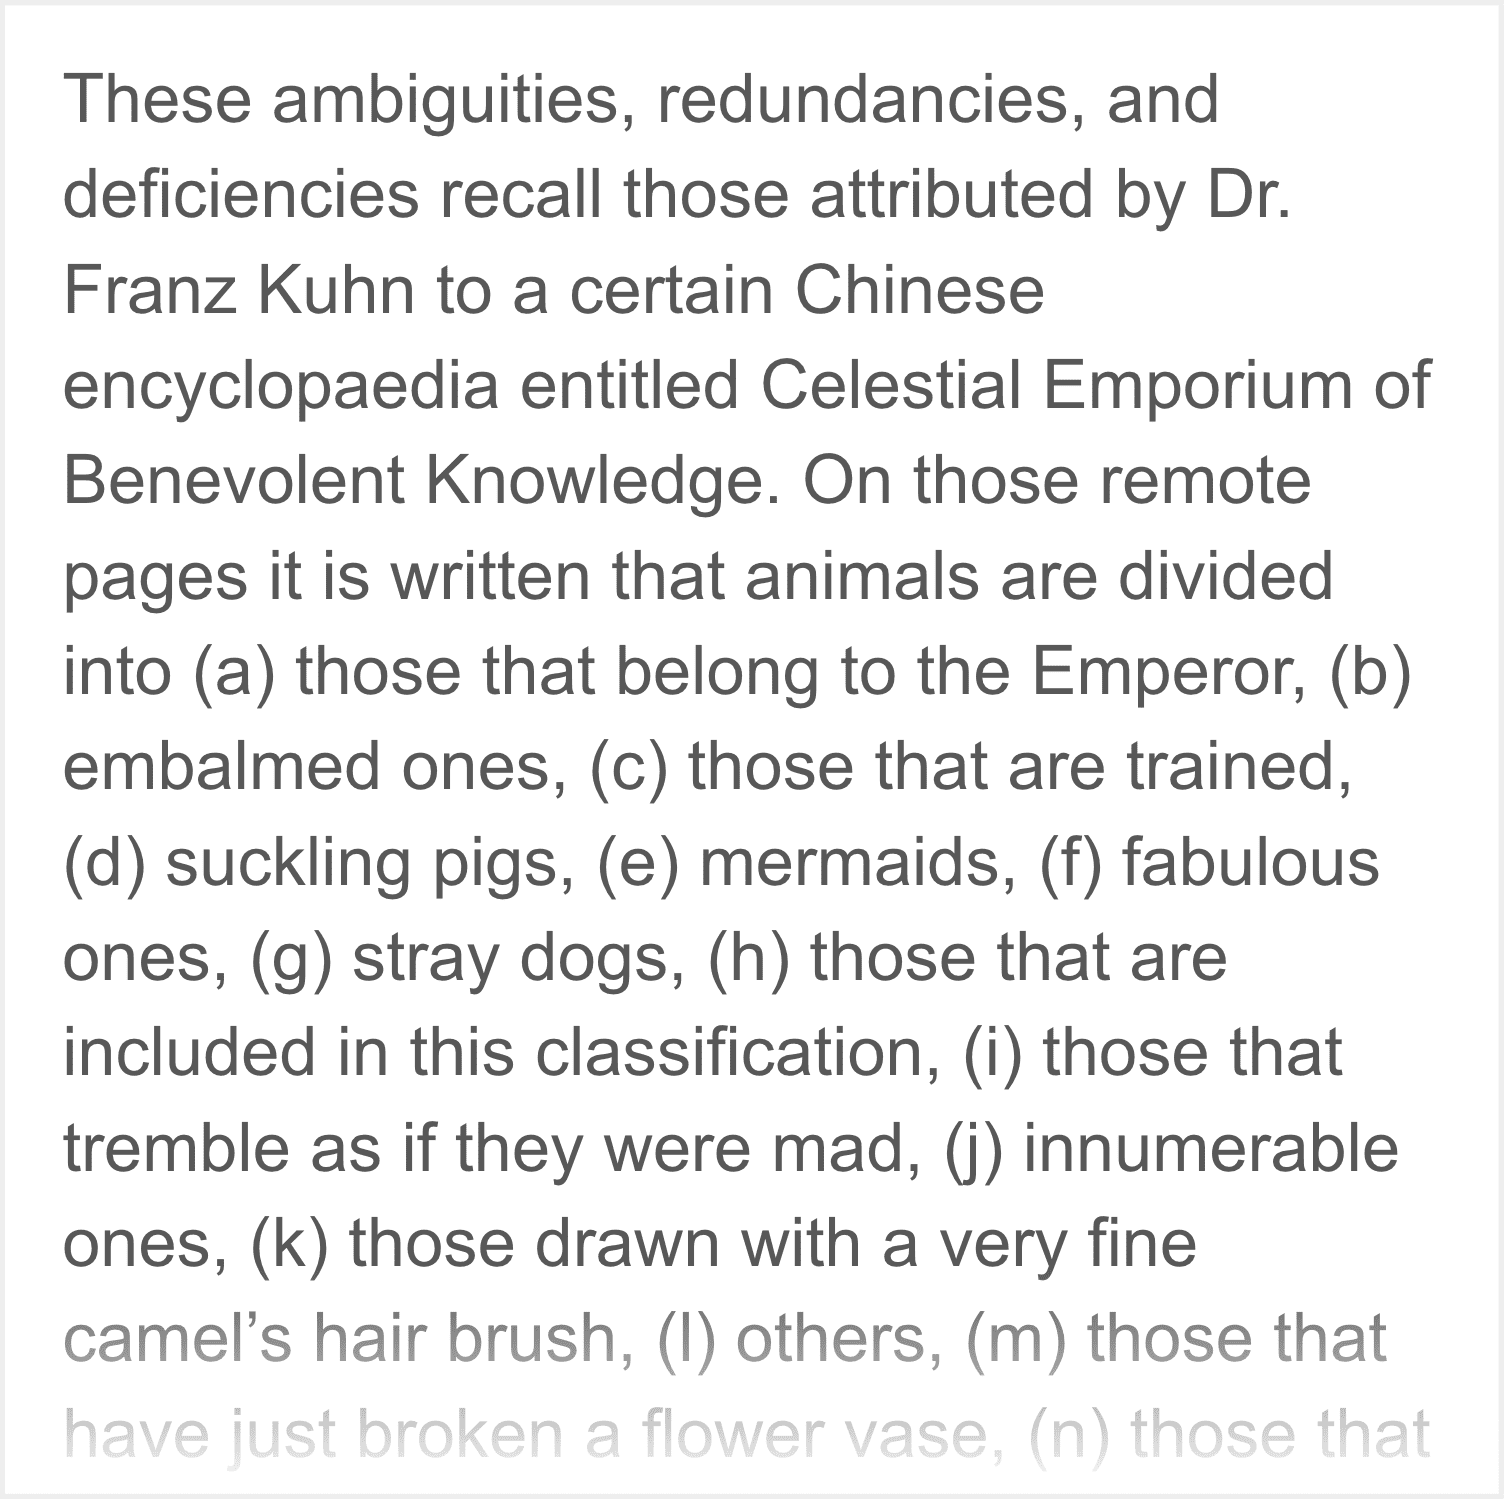 These ambiguities, redundancies, and
deficiencies recall those attributed by Dr.
Franz Kuhn to a certain Chinese
encyclopaedia entitled Celestial Emporium of
Benevolent Knowledge. On those remote
pages it is written that animals are divided
into (a) those that belong to the Emperor, (b)
embalmed ones, (c) those that are trained,
(d) suckling pigs, (e) mermaids, (f) fabulous
ones, (g) stray dogs, (h) those that are
included in this classification, (i) those that
tremble as if they were mad, (j) innumerable
ones, (k) those drawn with a very fine
camel’s hair brush, (l) others, (m) those that
have just broken a flower vase, (n) those that